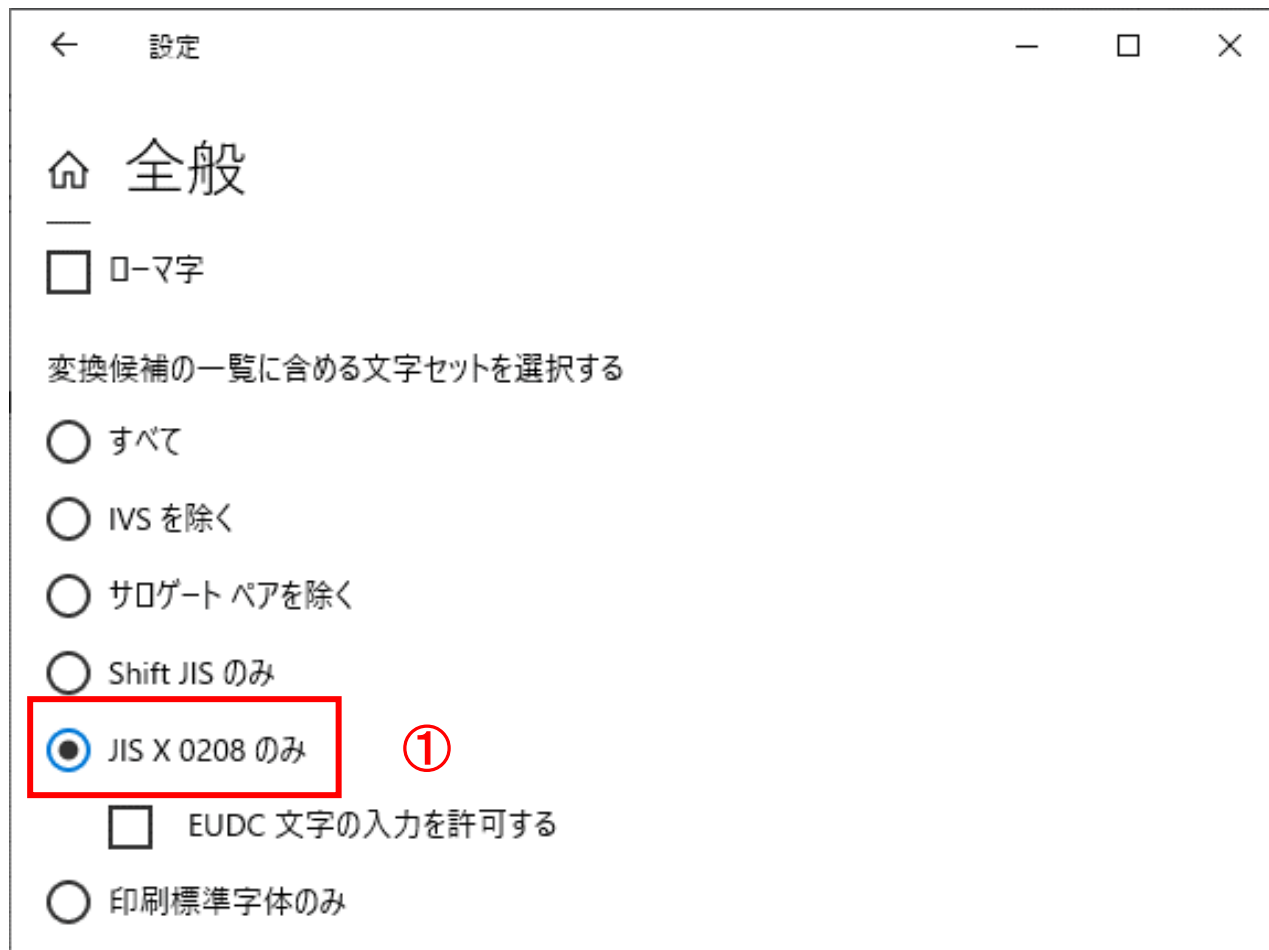 設定
全般
ローマ字
変換候補の一覧に含める文字セットを選択する
すべて
IVS を除く
サロゲート ペアを除く
Shift JIS のみ
JIS X 0208 のみ ①
EUDC 文字の入力を許可する
印刷標準字体のみ